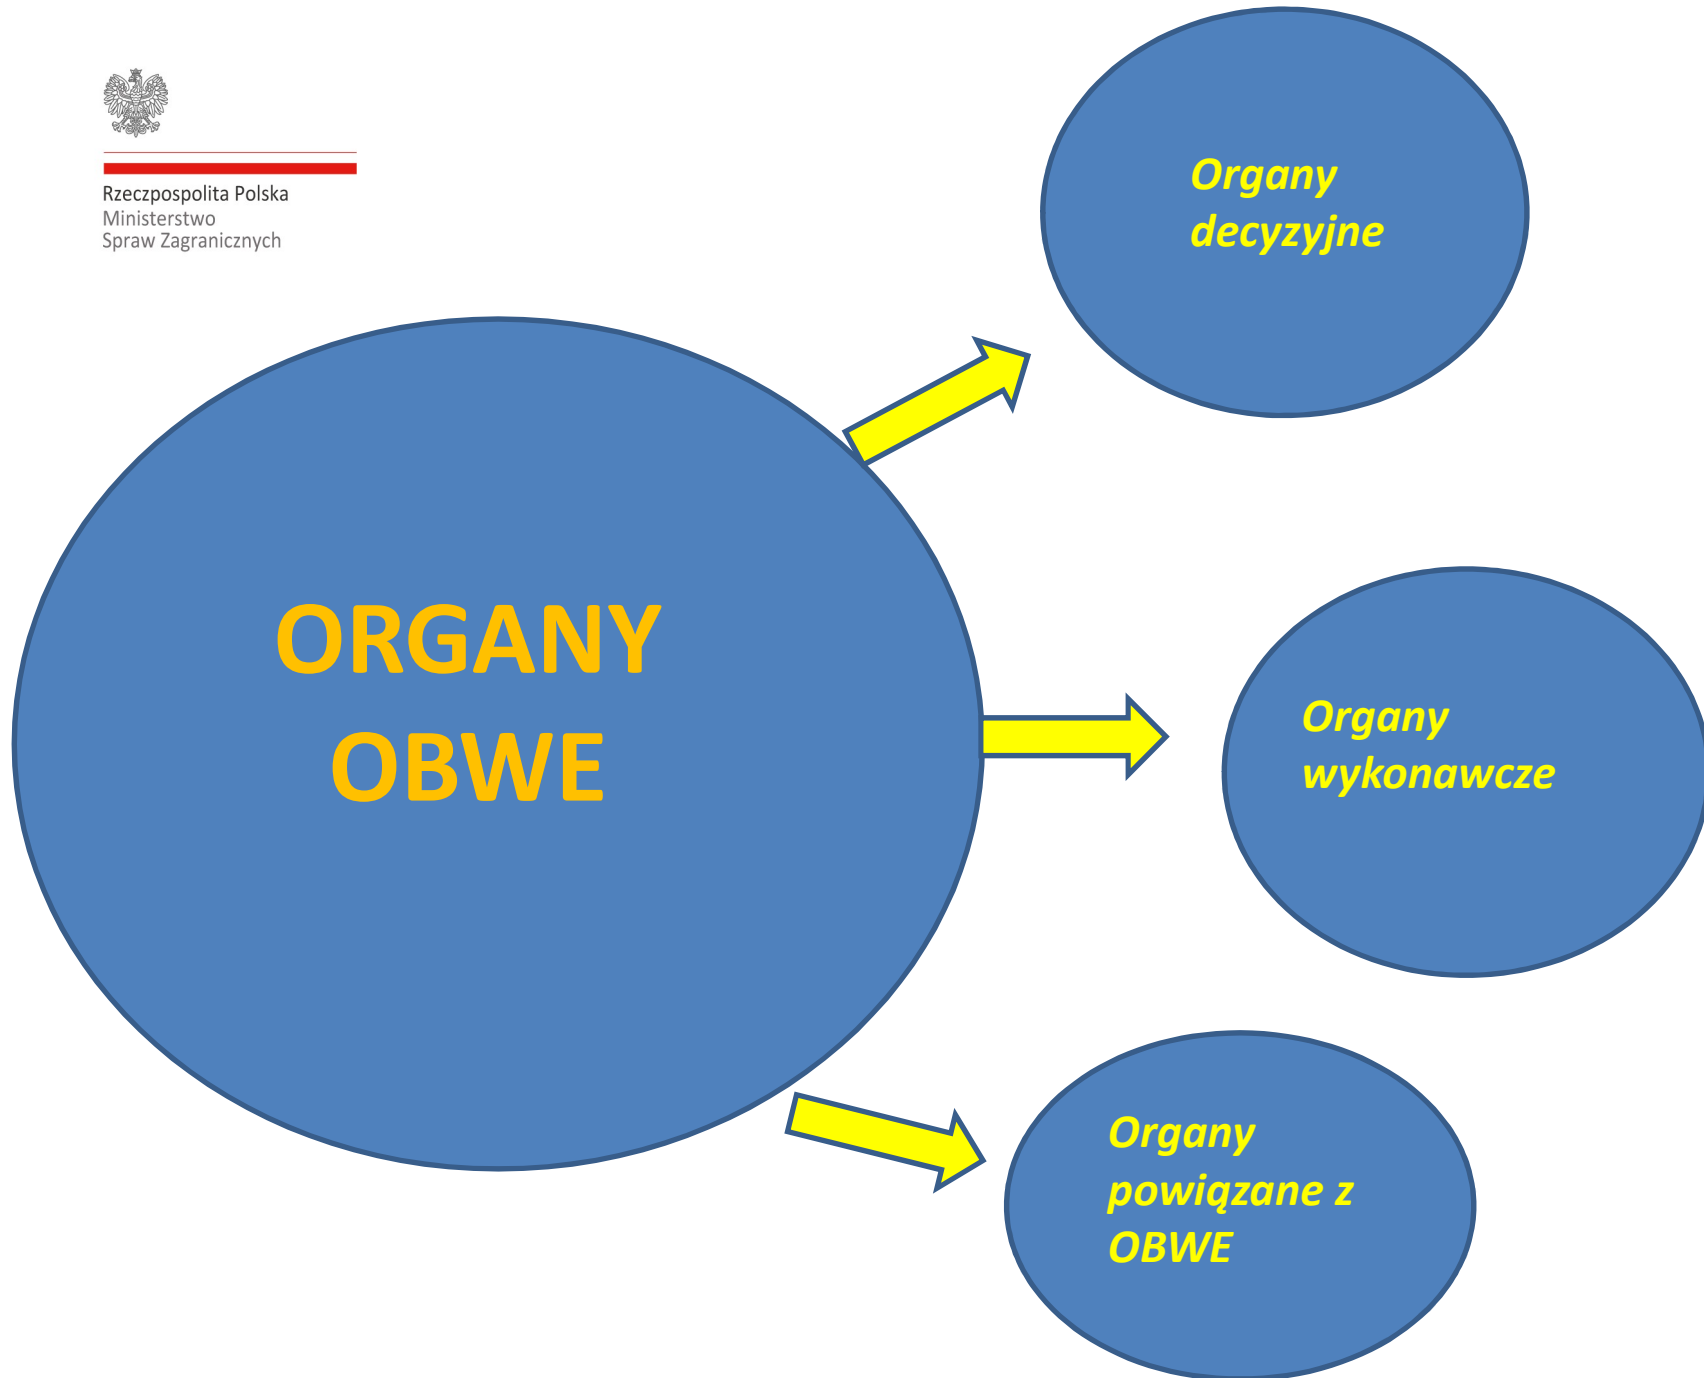 Rzeczpospolita Polska
Ministerstwo
Spraw Zagranicznych
Organy
decyzyjne
ORGANY
OBWE
Organy
wykonawcze
Organy
powiązane z
OBWE